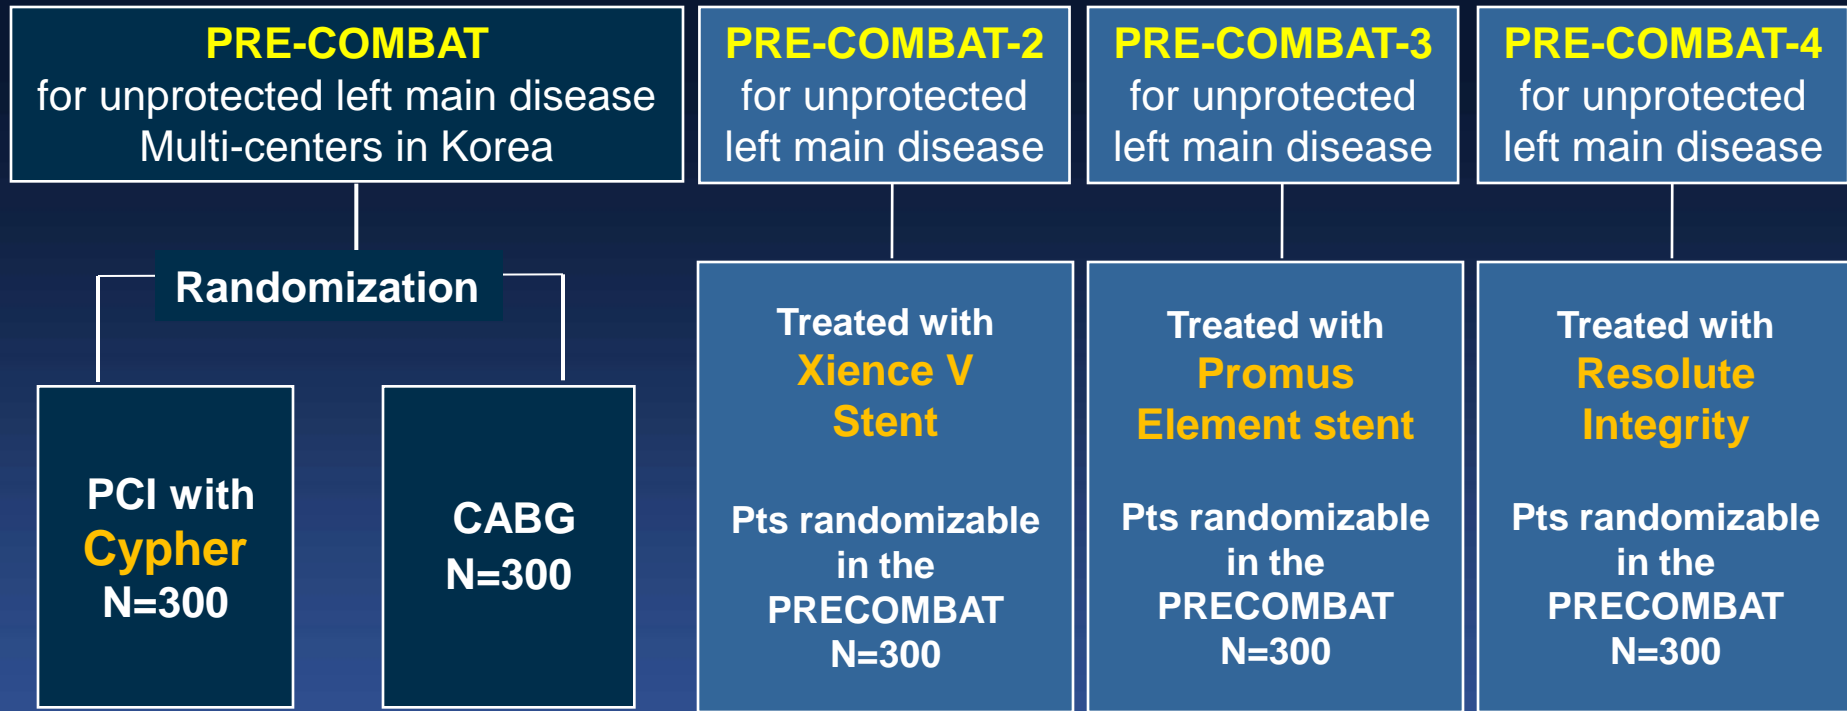 PRE-COMBAT
for unprotected left main disease
Multi-centers in Korea
Randomization
PCI with
Cypher
N=300
CABG
N=300
PRE-COMBAT-2
for unprotected
left main disease
Treated with
Xience V
Stent
Pts randomizable
in the
PRECOMBAT
N=300
PRE-COMBAT-3
for unprotected
left main disease
Treated with
Promus
Element stent
Pts randomizable
in the
PRECOMBAT
N=300
PRE-COMBAT-4
for unprotected
left main disease
Treated with
Resolute
Integrity
Pts randomizable
in the
PRECOMBAT
N=300